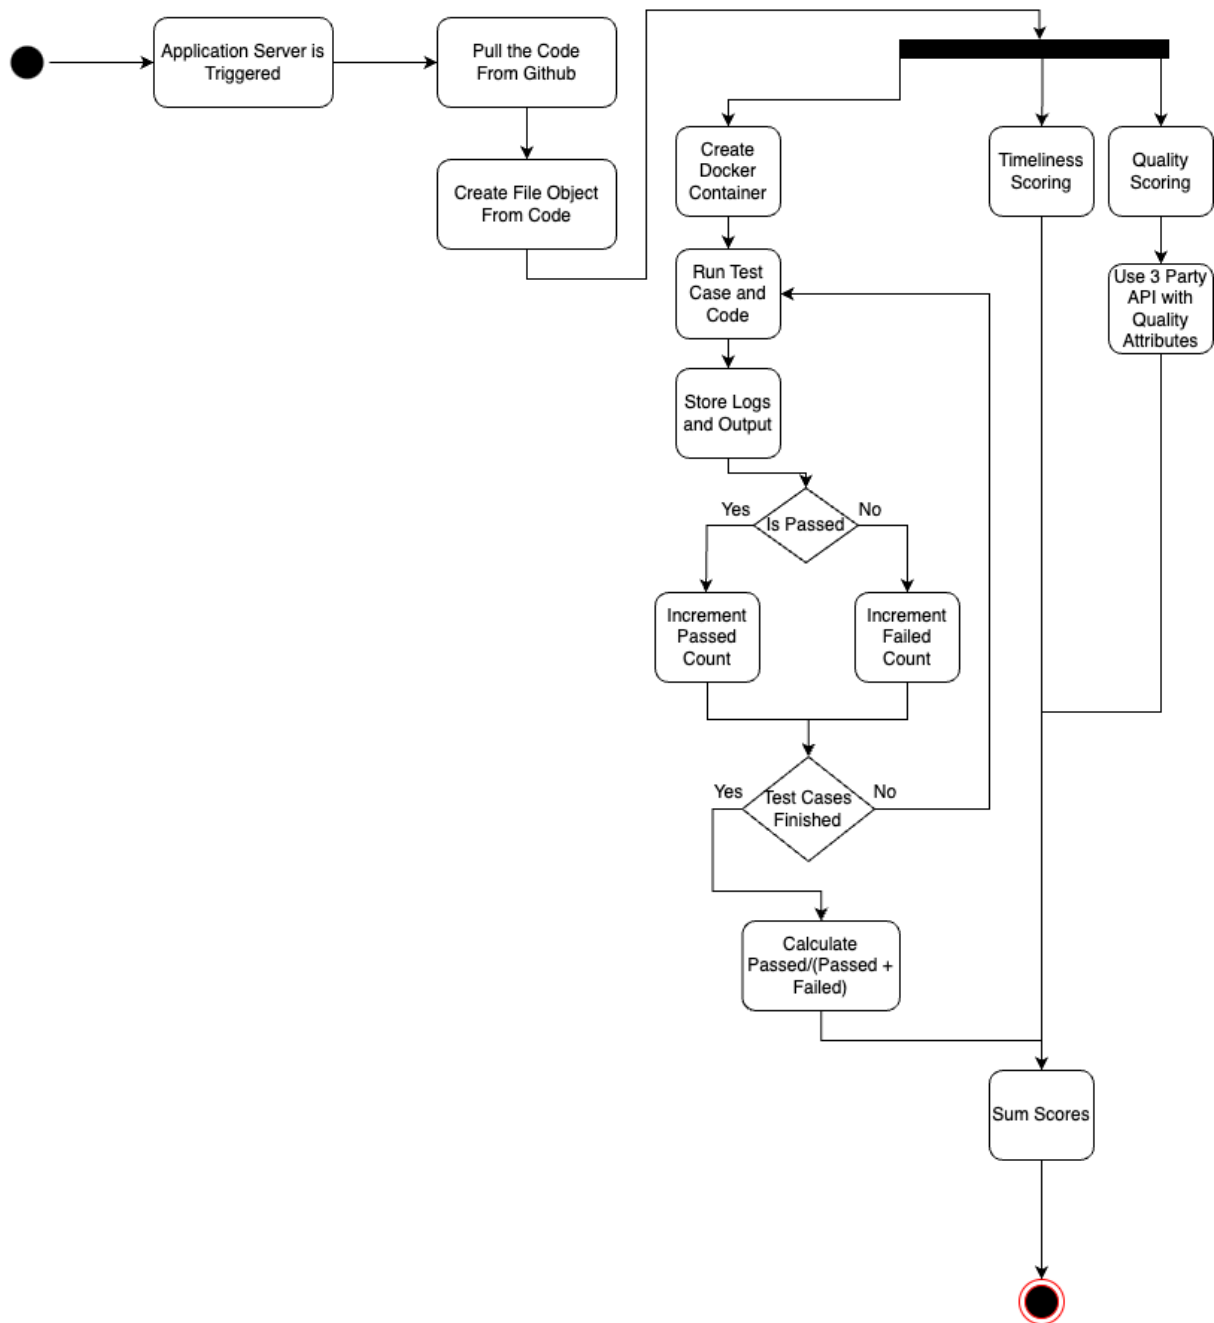 Application Server is
Triggered
Pull the Code
From Github
Create File Object
From Code
Create
Docker
Container
Timeliness
Scoring
Quality
Scoring
Run Test
Case and
Code
Use 3 Party
API with
Quality
Attributes
Store Logs
and Output
Yes
Is Passed
No
Increment
Passed
Count
Increment
Failed
Count
Yes
Test Cases
Finished
No
Calculate
Passed/(Passed +
Failed)
Sum Scores